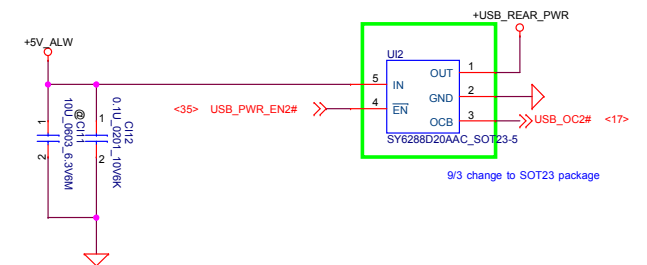 +USB_REAR_PWR
+5V_ALW
UI2
5
IN
OUT
1
4
EN
GND
2
OCB
3
<35>
USB_PWR_EN2#
USB_OC2#
<17>
SY6288D20AAC_SOT23-5
9/3 change to SOT23 package
1
2
@CI11
10U_0603_6.3V6M
1
2
CI12
0.1U_0201_10V6K